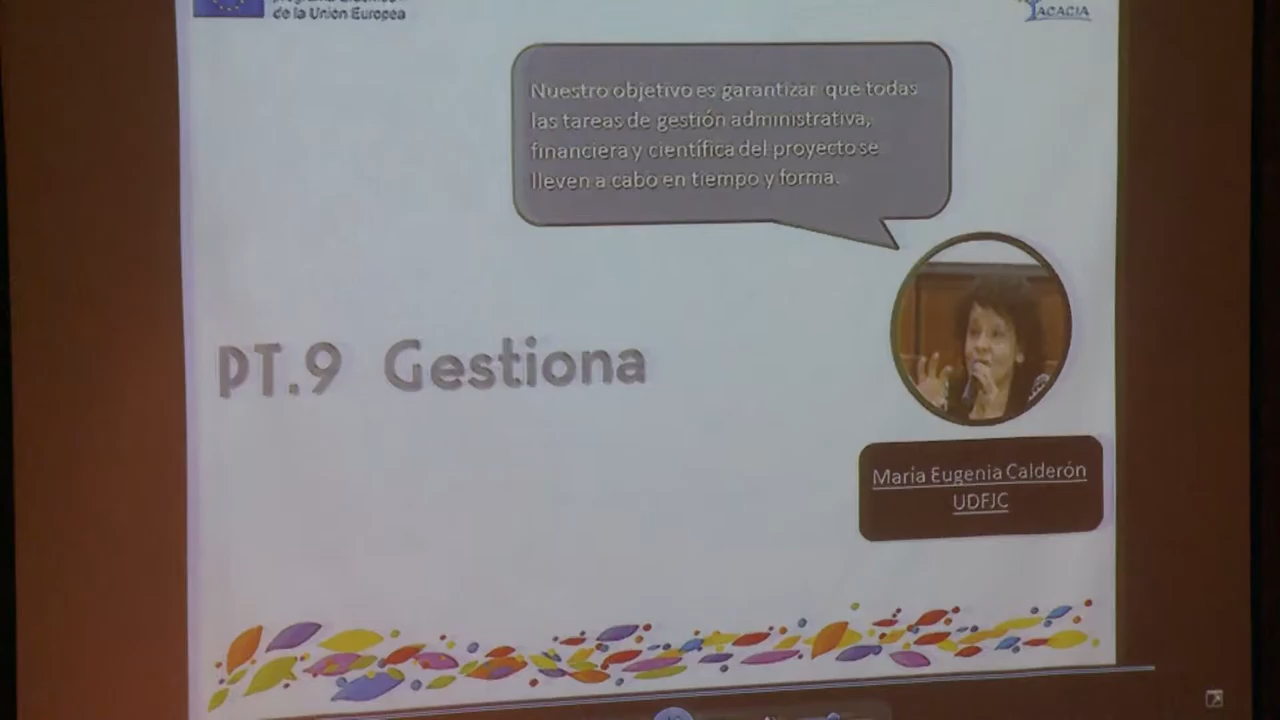 de la Unión Europea
ACACIA
Nuestro objetivo es garantizar que todas
las tareas de gestión administrativa,
financiera y científica del proyecto se
lleven a cabo en tiempo y forma.
PT.9 Gestiona
María Eugenia Calderón
UDFJC